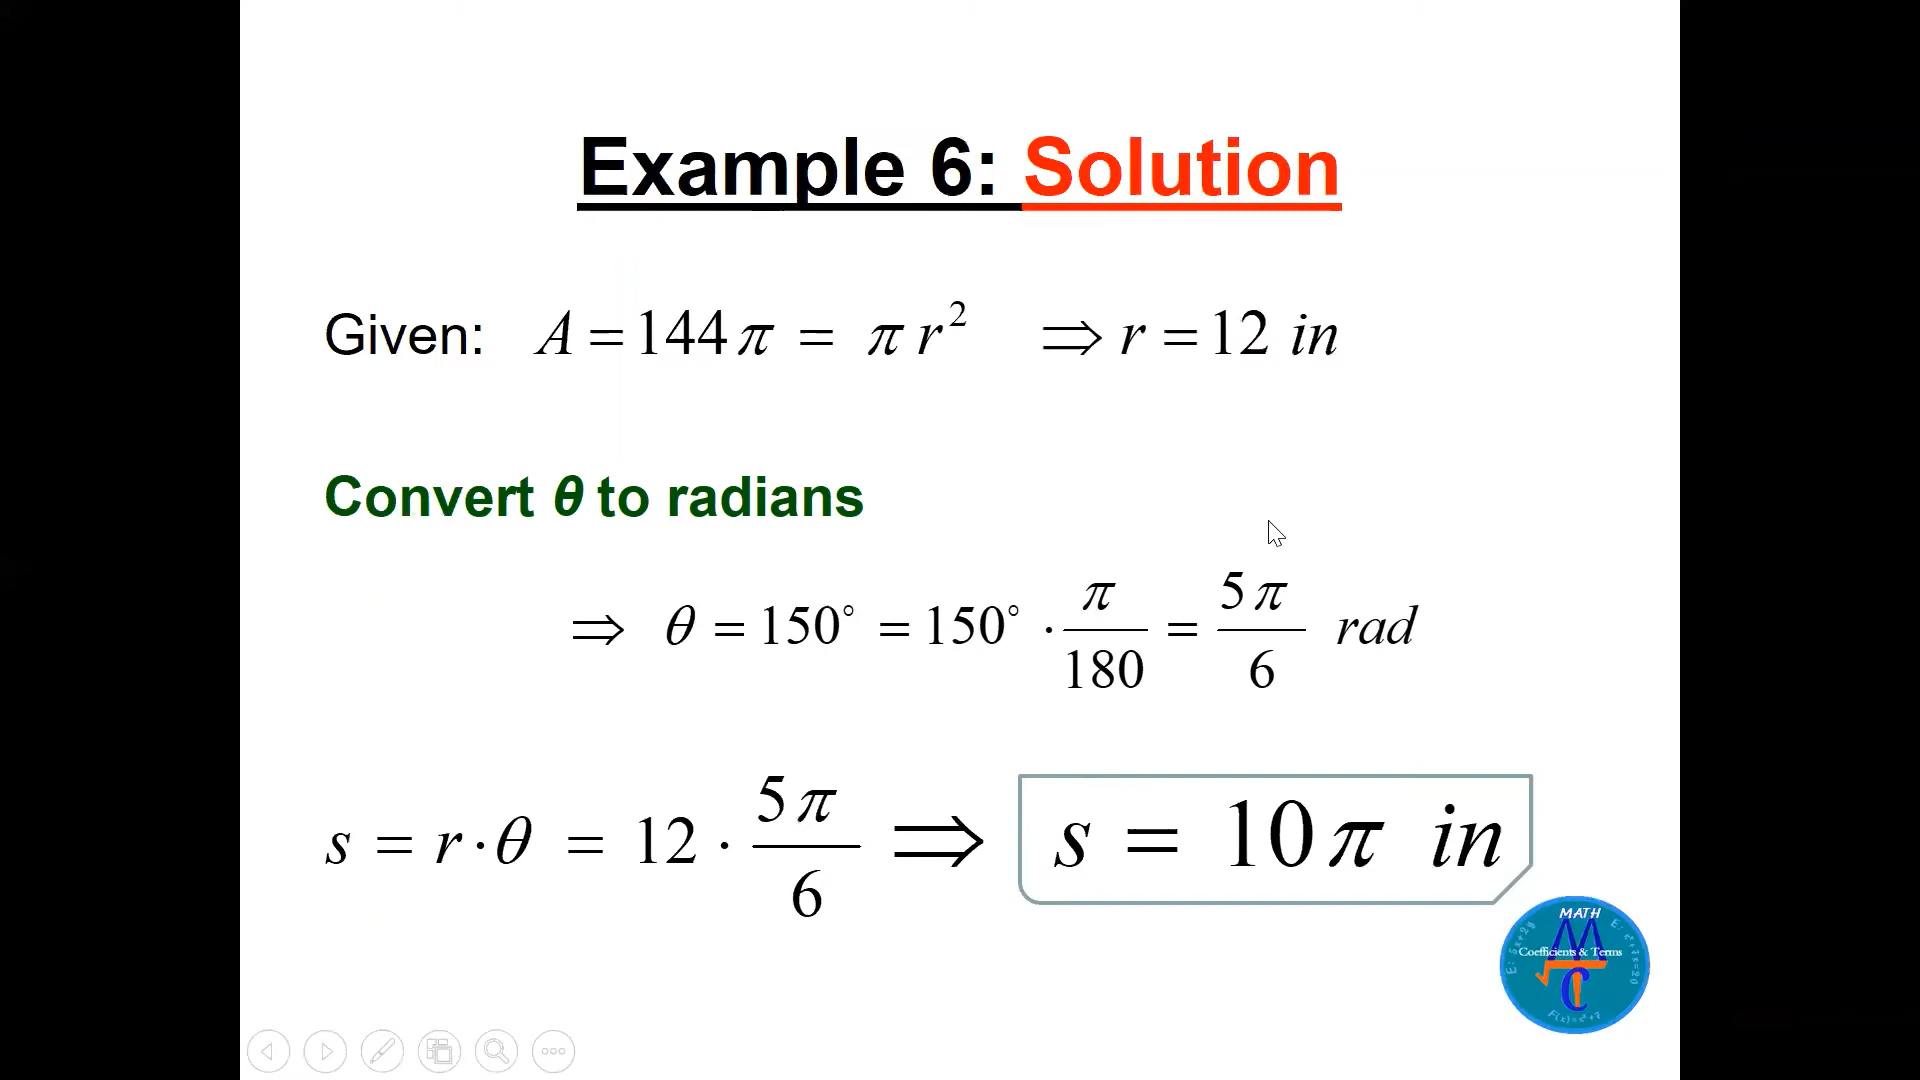 Example 6: Solution
Given: A = 144π = π r² ⇒ r = 12 in
Convert θ to radians
⇒ θ = 150° = 150° · π/180 = 5π/6 rad
s = r · θ = 12 · 5π/6 ⇒ s = 10π in
MATH
Coefficients & Terms